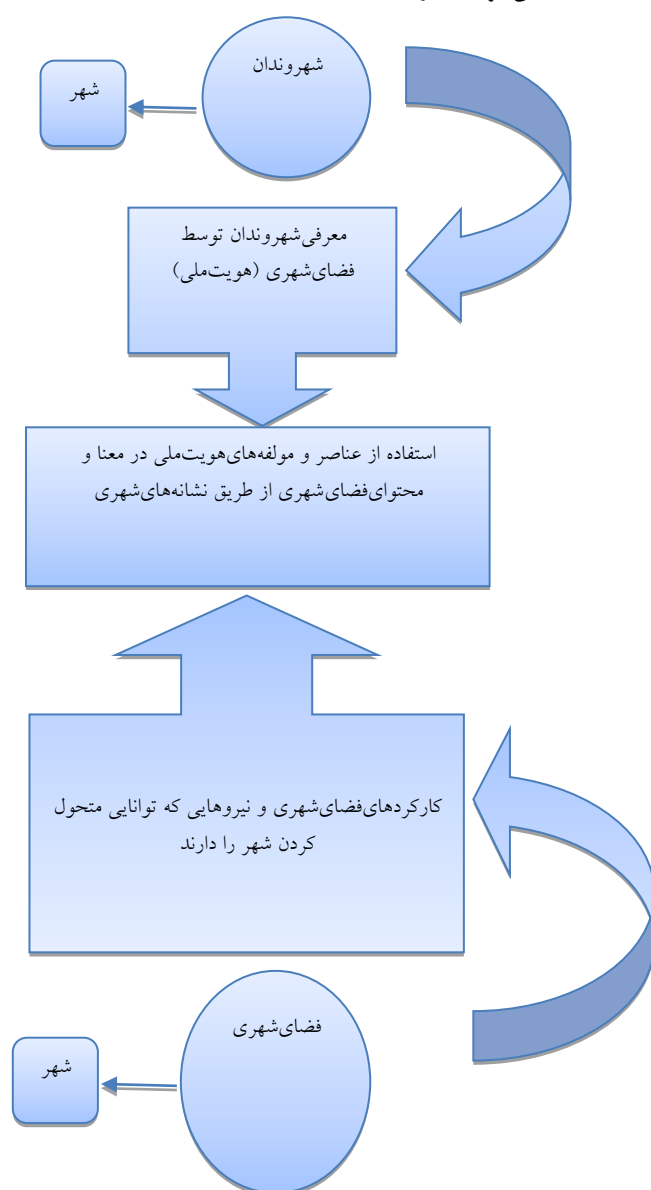 شهروندان
شهر
معرفی‌شهروندان توسط
فضای‌شهری (هویت‌ملی)
استفاده از عناصر و مولفه‌های‌هویت‌ملی در معنا و
محتوای‌فضای‌شهری از طریق نشانه‌های‌شهری
کارکردهای‌فضای‌شهری و نیروهایی که توانایی متحول
کردن شهر را دارند
فضای‌شهری
شهر